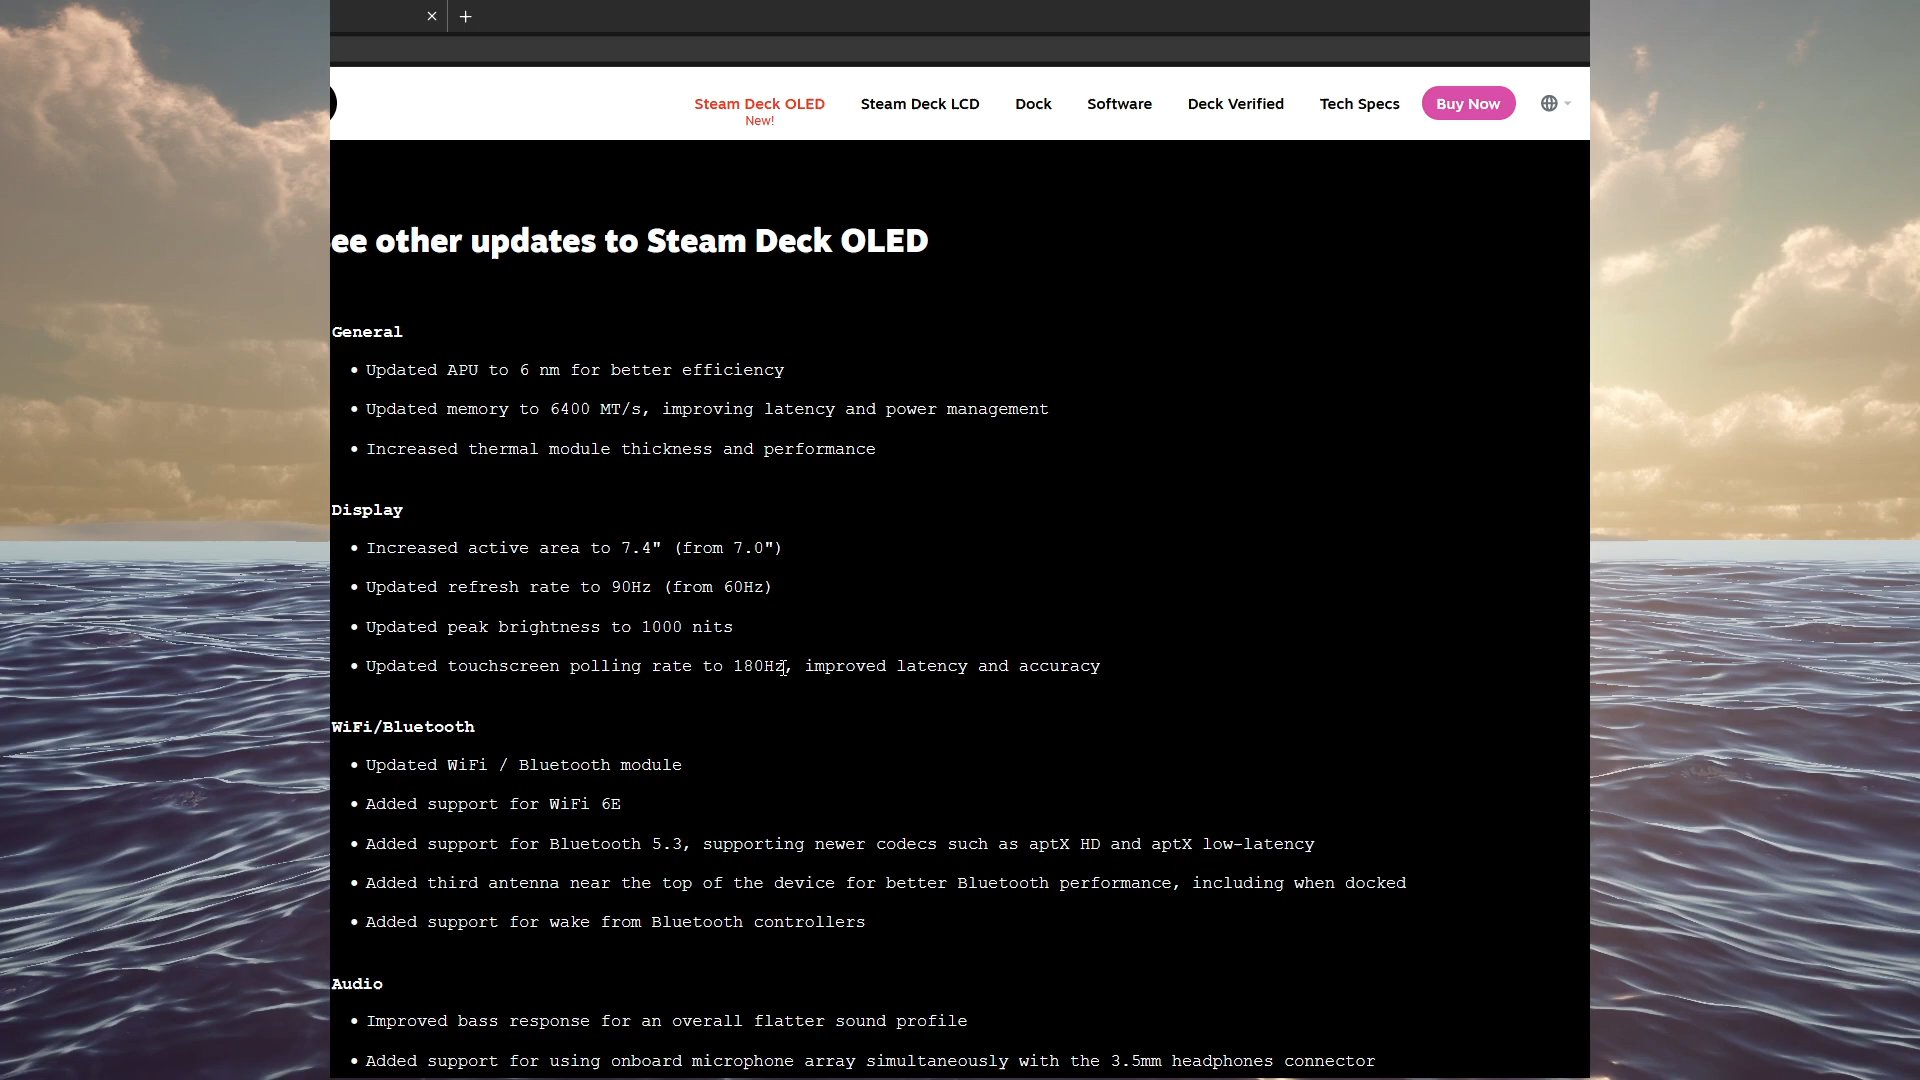 Steam Deck OLED Steam Deck LCD Dock Software Deck Verified Tech Specs Buy Now
New!
ee other updates to Steam Deck OLED
General
• Updated APU to 6 nm for better efficiency
• Updated memory to 6400 MT/s, improving latency and power management
• Increased thermal module thickness and performance
Display
• Increased active area to 7.4" (from 7.0")
• Updated refresh rate to 90Hz (from 60Hz)
• Updated peak brightness to 1000 nits
• Updated touchscreen polling rate to 180Hz, improved latency and accuracy
WiFi/Bluetooth
• Updated WiFi / Bluetooth module
• Added support for WiFi 6E
• Added support for Bluetooth 5.3, supporting newer codecs such as aptX HD and aptX low-latency
• Added third antenna near the top of the device for better Bluetooth performance, including when docked
• Added support for wake from Bluetooth controllers
Audio
• Improved bass response for an overall flatter sound profile
• Added support for using onboard microphone array simultaneously with the 3.5mm headphones connector